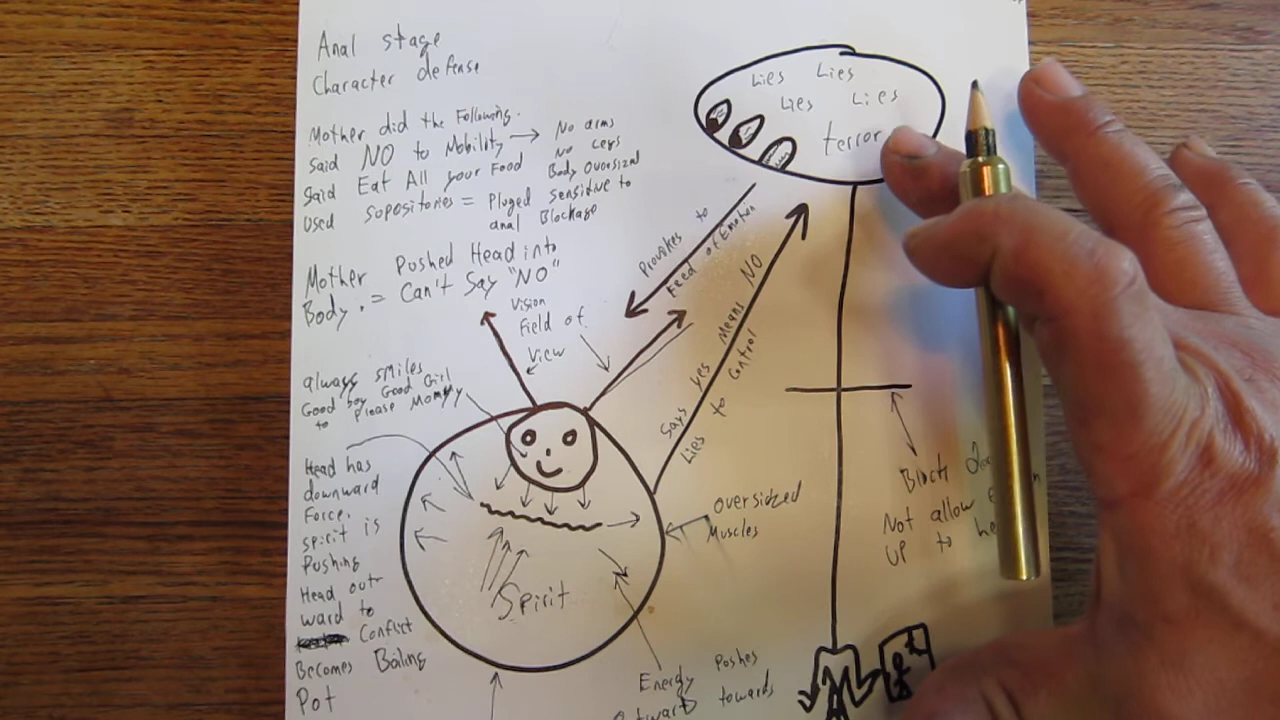 Anal stage
Character defense
Mother did the Following.
Said NO to Mobility → No arms
No Legs
Said Eat All your Food Body oversized
Used Sopositories = Pluged sensitive to
anal Blockage
Mother Pushed Head into
Body. = Can't Say "NO"
Vision
Field of
View
always smiles
Good boy Good Girl
to Please Mommy
Head has
downward
Force.
spirit is
Pushing
Head out-
ward to
Conflict
Becomes Boiling
Pot
Spirit
Lies Lies
Lies Lies
terror
Provokes to
Feed of Emotion
Says yes Means NO
Lies to Control
oversized
Muscles
Block
Not allow
UP to
Energy Poshes
towards